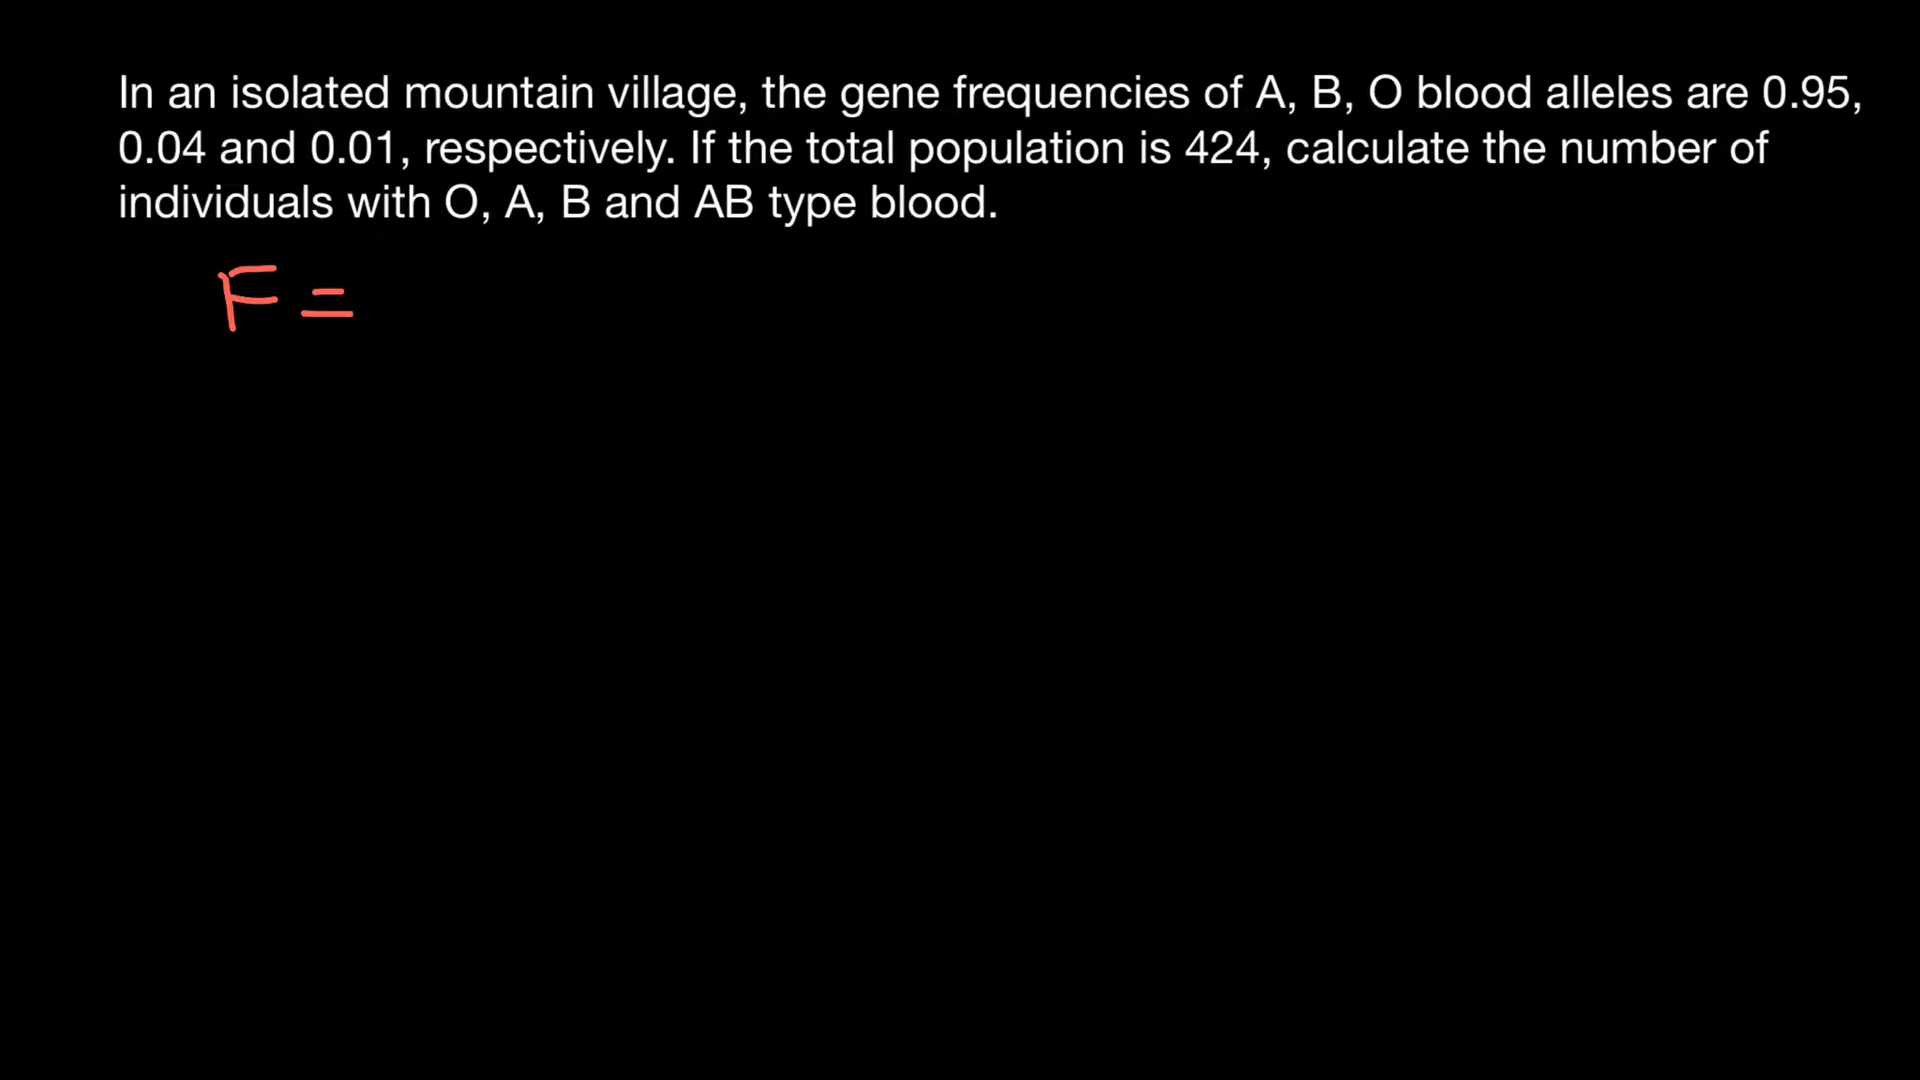 In an isolated mountain village, the gene frequencies of A, B, O blood alleles are 0.95,
0.04 and 0.01, respectively. If the total population is 424, calculate the number of
individuals with O, A, B and AB type blood.
F =